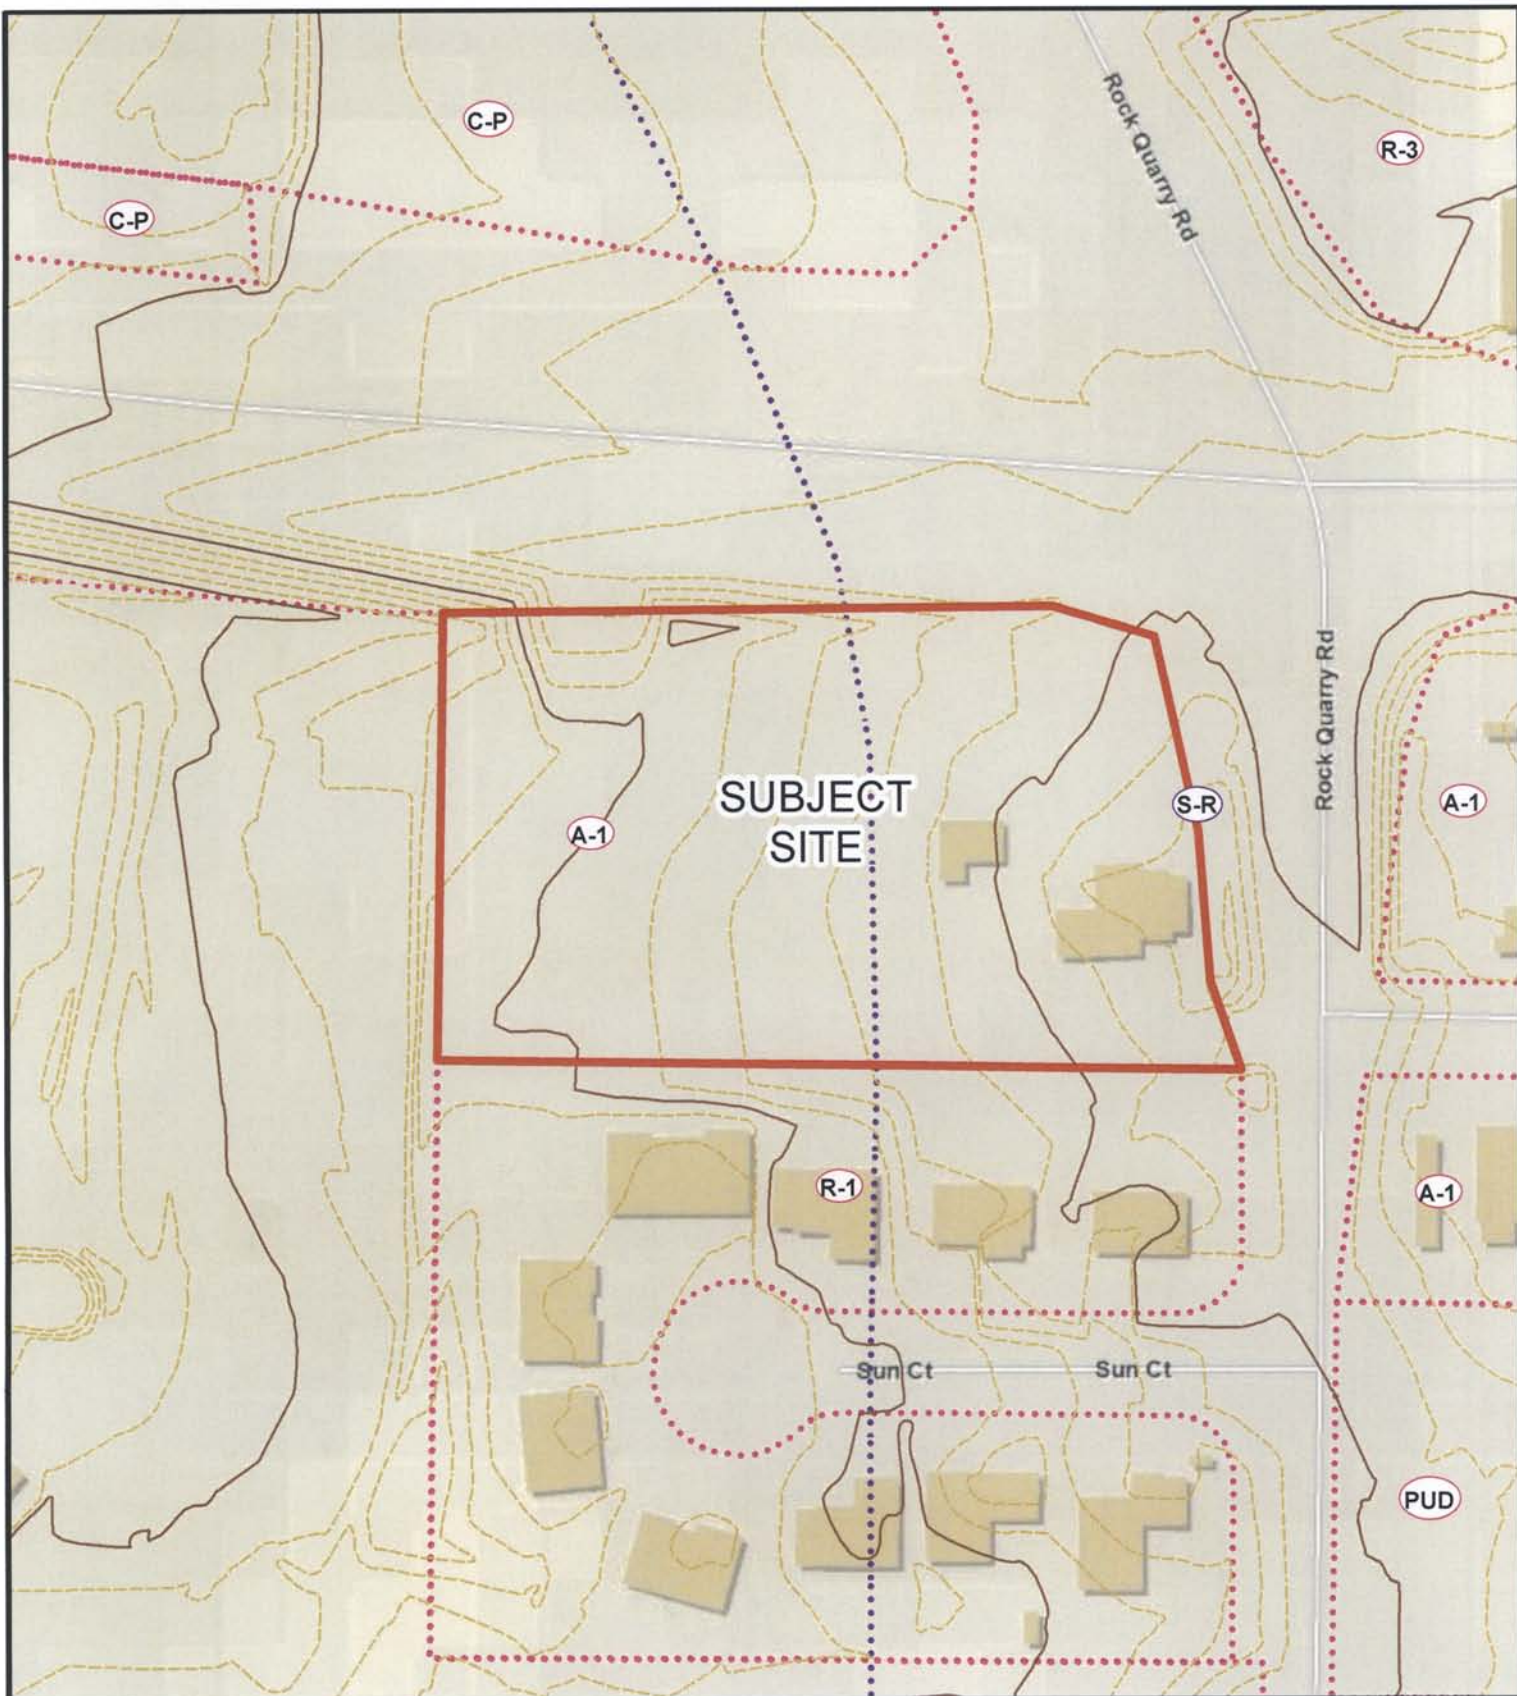 C-P
Rock Quarry Rd
R-3
C-P
Rock Quarry Rd
SUBJECT
SITE
S-R
A-1
A-1
R-1
A-1
Sun Ct
Sun Ct
PUD